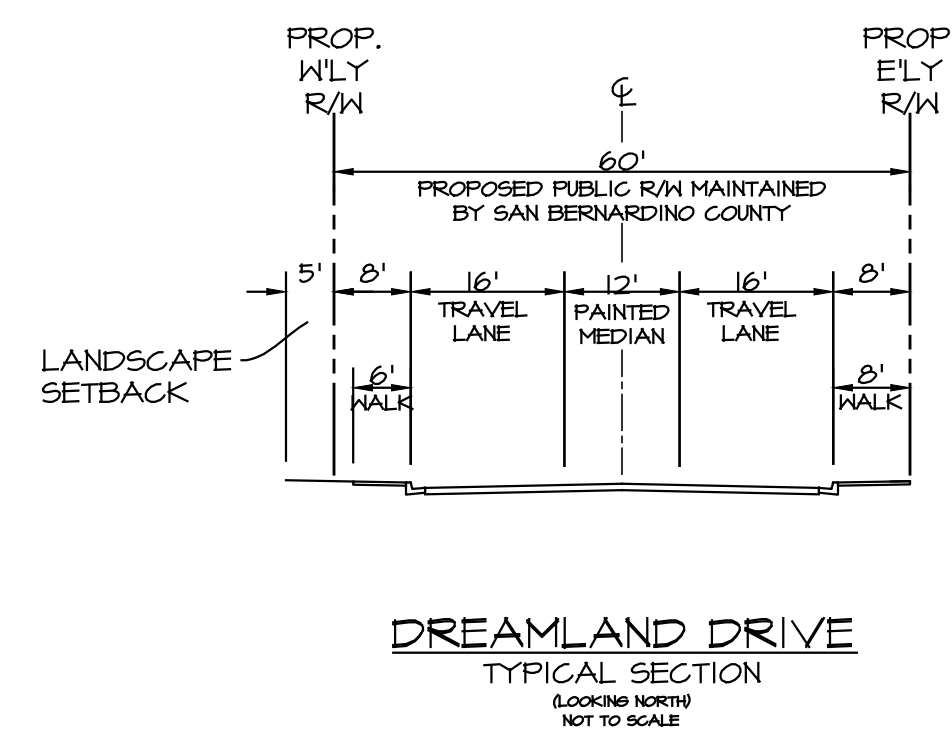 PROP.
W'LY
R/W
PROP
E'LY
R/W
℄
60'
PROPOSED PUBLIC R/W MAINTAINED
BY SAN BERNARDINO COUNTY
5' 8' 16' 12' 16' 8'
TRAVEL
LANE
PAINTED
MEDIAN
TRAVEL
LANE
LANDSCAPE
SETBACK
6'
WALK
8'
WALK
DREAMLAND DRIVE
TYPICAL SECTION
(LOOKING NORTH)
NOT TO SCALE